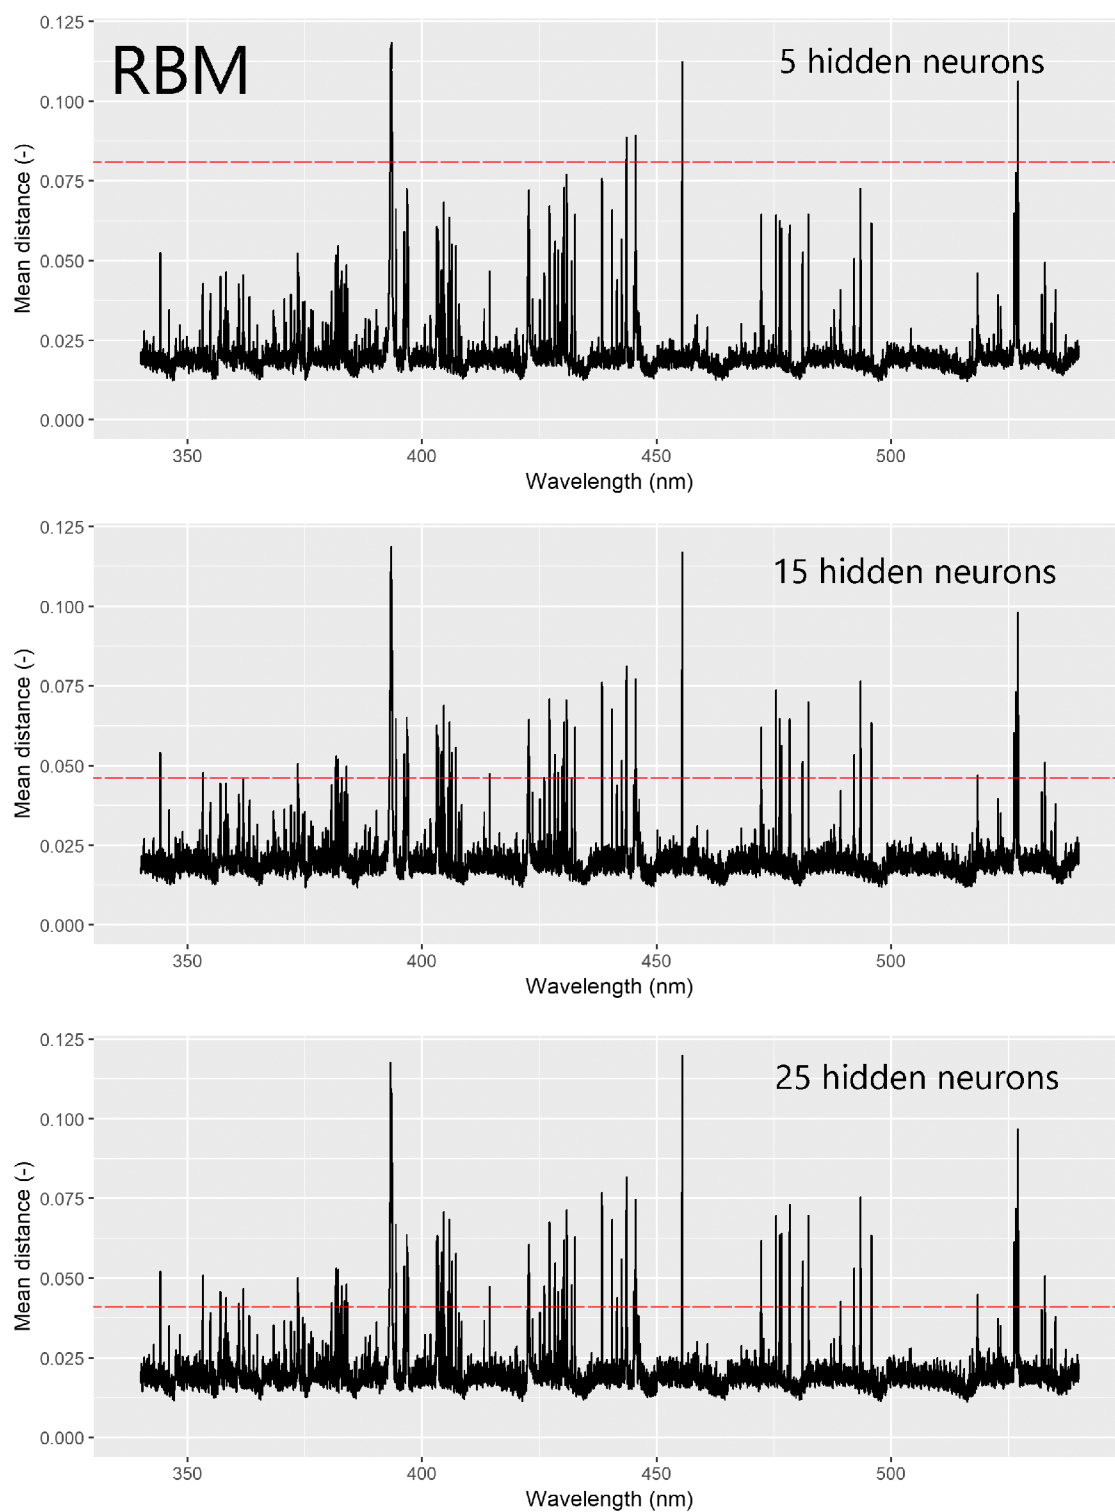 RBM
5 hidden neurons
Mean distance (-)
0.125
0.100
0.075
0.050
0.025
0.000
350 400 450 500
Wavelength (nm)
15 hidden neurons
Mean distance (-)
0.125
0.100
0.075
0.050
0.025
0.000
350 400 450 500
Wavelength (nm)
25 hidden neurons
Mean distance (-)
0.125
0.100
0.075
0.050
0.025
0.000
350 400 450 500
Wavelength (nm)